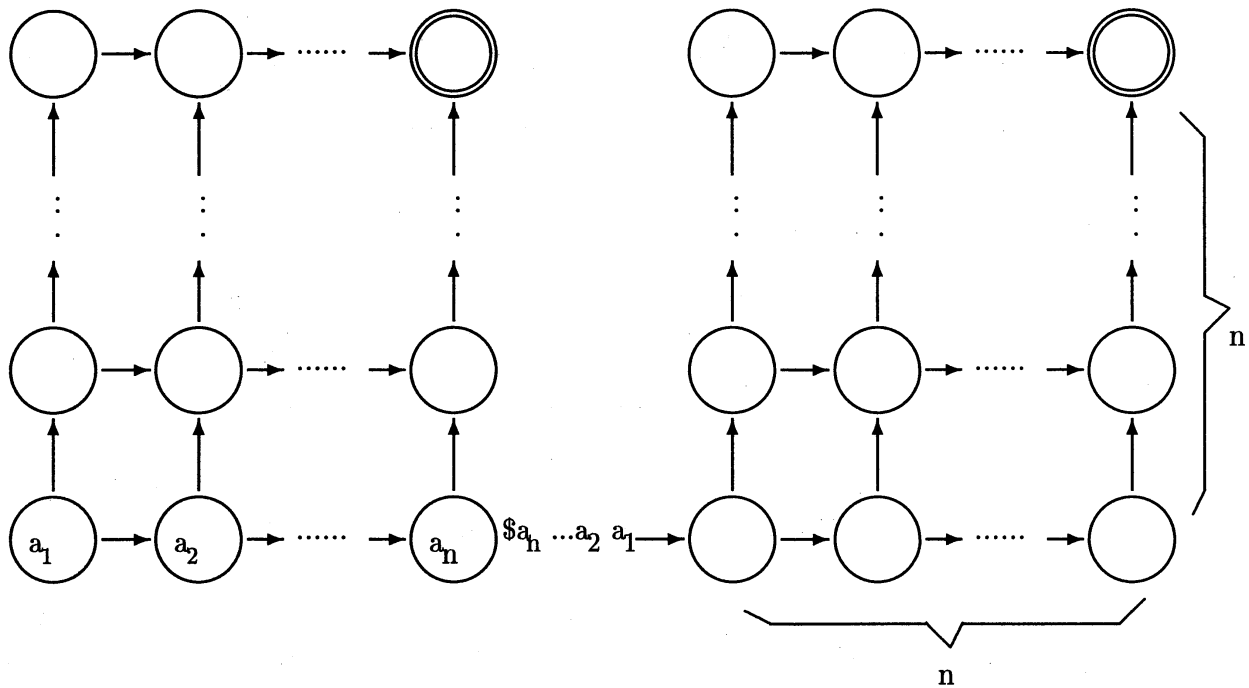 n
a₁ a₂ aₙ $aₙ ...a₂ a₁
n